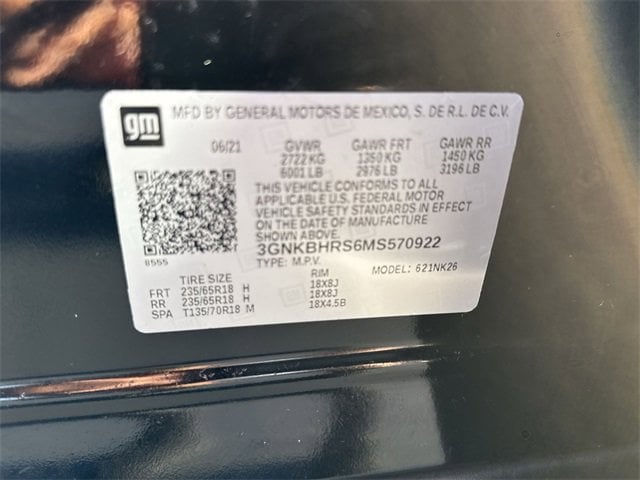 gm
MFD BY GENERAL MOTORS DE MEXICO, S. DE R.L. DE C.V.
06/21 GVWR GAWR FRT GAWR RR
2722 KG 1350 KG 1450 KG
6001 LB 2976 LB 3196 LB
THIS VEHICLE CONFORMS TO ALL
APPLICABLE U.S. FEDERAL MOTOR
VEHICLE SAFETY STANDARDS IN EFFECT
ON THE DATE OF MANUFACTURE
SHOWN ABOVE.
3GNKBHRS6MS570922
8555 TYPE: M.P.V. MODEL: 621NK26
TIRE SIZE RIM
FRT 235/65R18 H 18X8J
RR 235/65R18 H 18X8J
SPA T135/70R18 M 18X4.5B